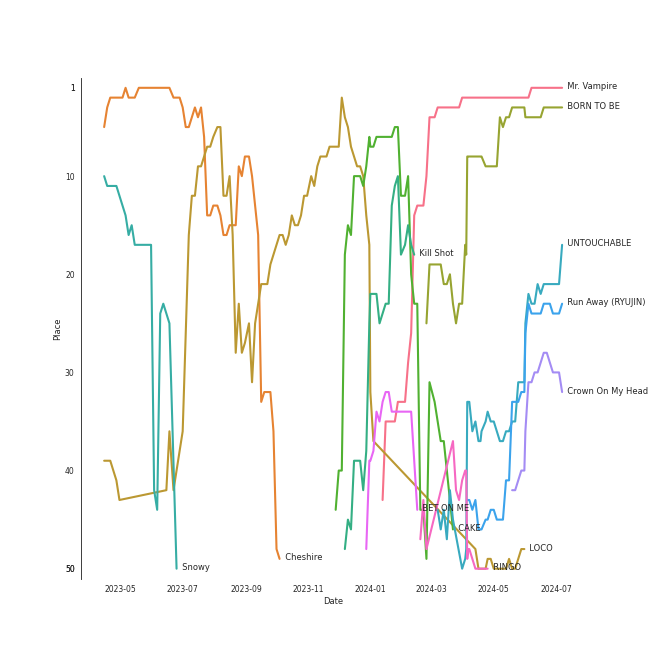 1
Mr. Vampire
BORN TO BE
10
UNTOUCHABLE
Kill Shot
20
Run Away (RYUJIN)
Place
30
Crown On My Head
40
BET ON ME
CAKE
LOCO
Cheshire
50
Snowy
RINGO
2023-05
2023-07
2023-09
2023-11
2024-01
2024-03
2024-05
2024-07
Date